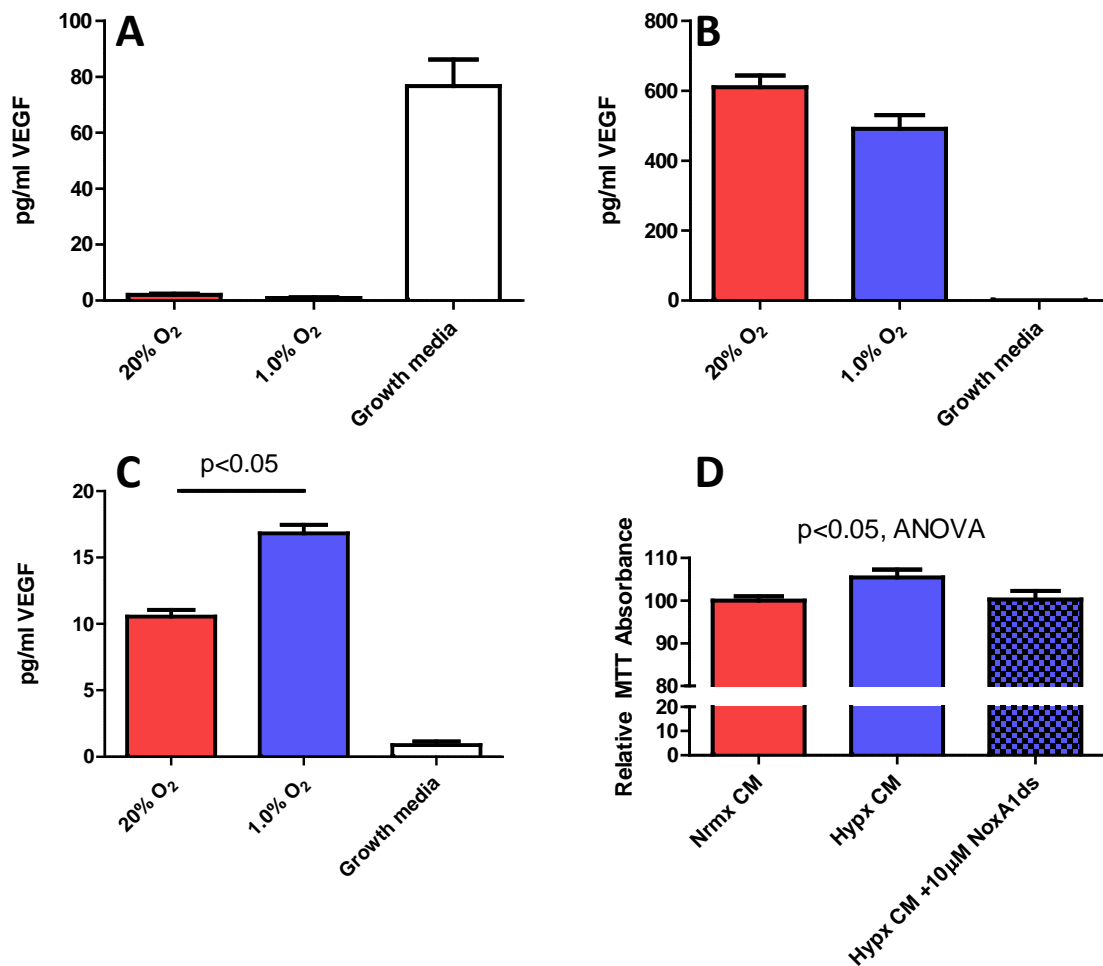 A
pg/ml VEGF
100
80
60
40
20
0
20% O₂
1.0% O₂
Growth media
B
pg/ml VEGF
800
600
400
200
0
20% O₂
1.0% O₂
Growth media
C
p<0.05
pg/ml VEGF
20
15
10
5
0
20% O₂
1.0% O₂
Growth media
D
p<0.05, ANOVA
Relative MTT Absorbance
110
100
90
80
20
10
0
Nrmx CM
Hypx CM
Hypx CM +10µM NoxA1ds